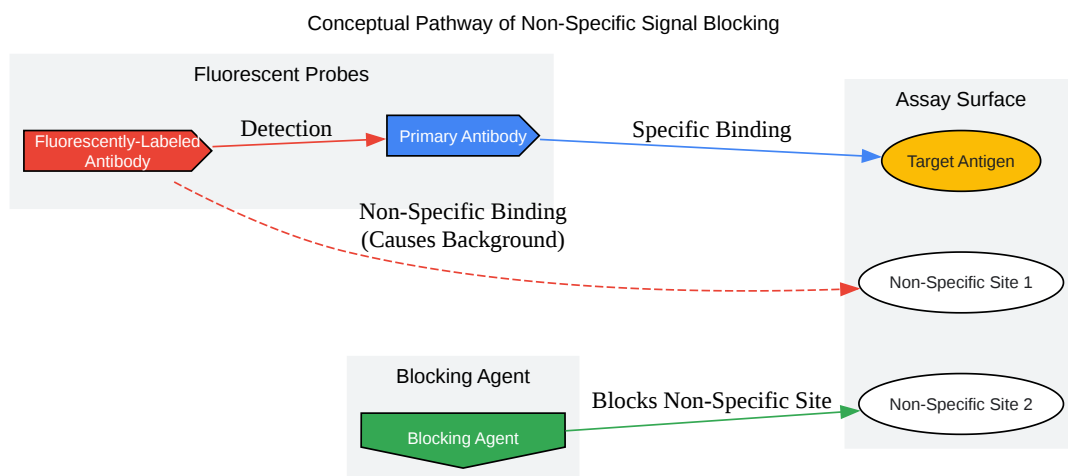 Conceptual Pathway of Non-Specific Signal Blocking
Fluorescent Probes
Assay Surface
Fluorescently-Labeled
Antibody
Detection
Primary Antibody
Specific Binding
Target Antigen
Non-Specific Binding
(Causes Background)
Non-Specific Site 1
Blocking Agent
Blocking Agent
Blocks Non-Specific Site
Non-Specific Site 2